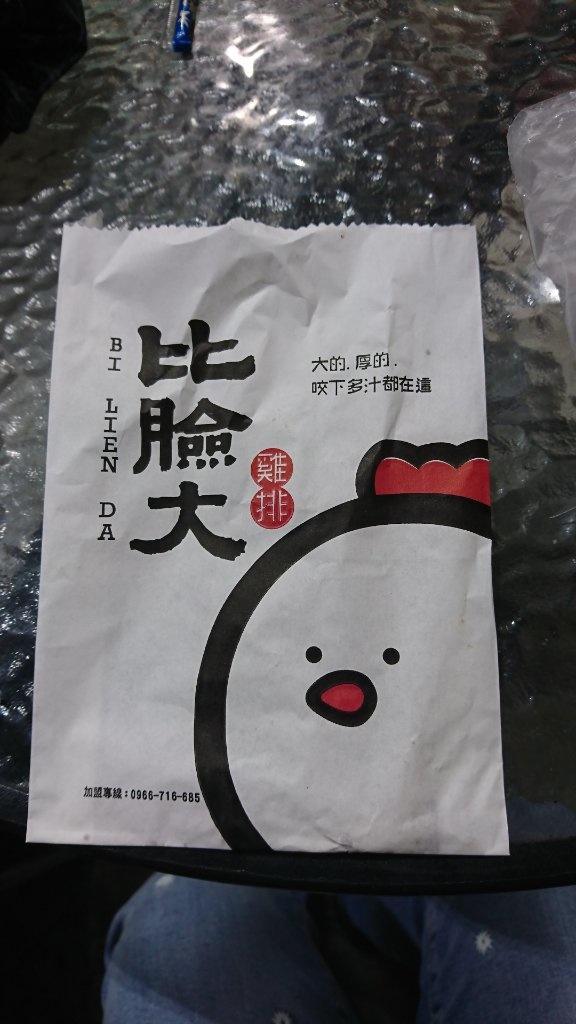 比臉大
BI LIEN DA
雞排
大的.厚的.
咬下多汁都在這
加盟專線：0966-716-685